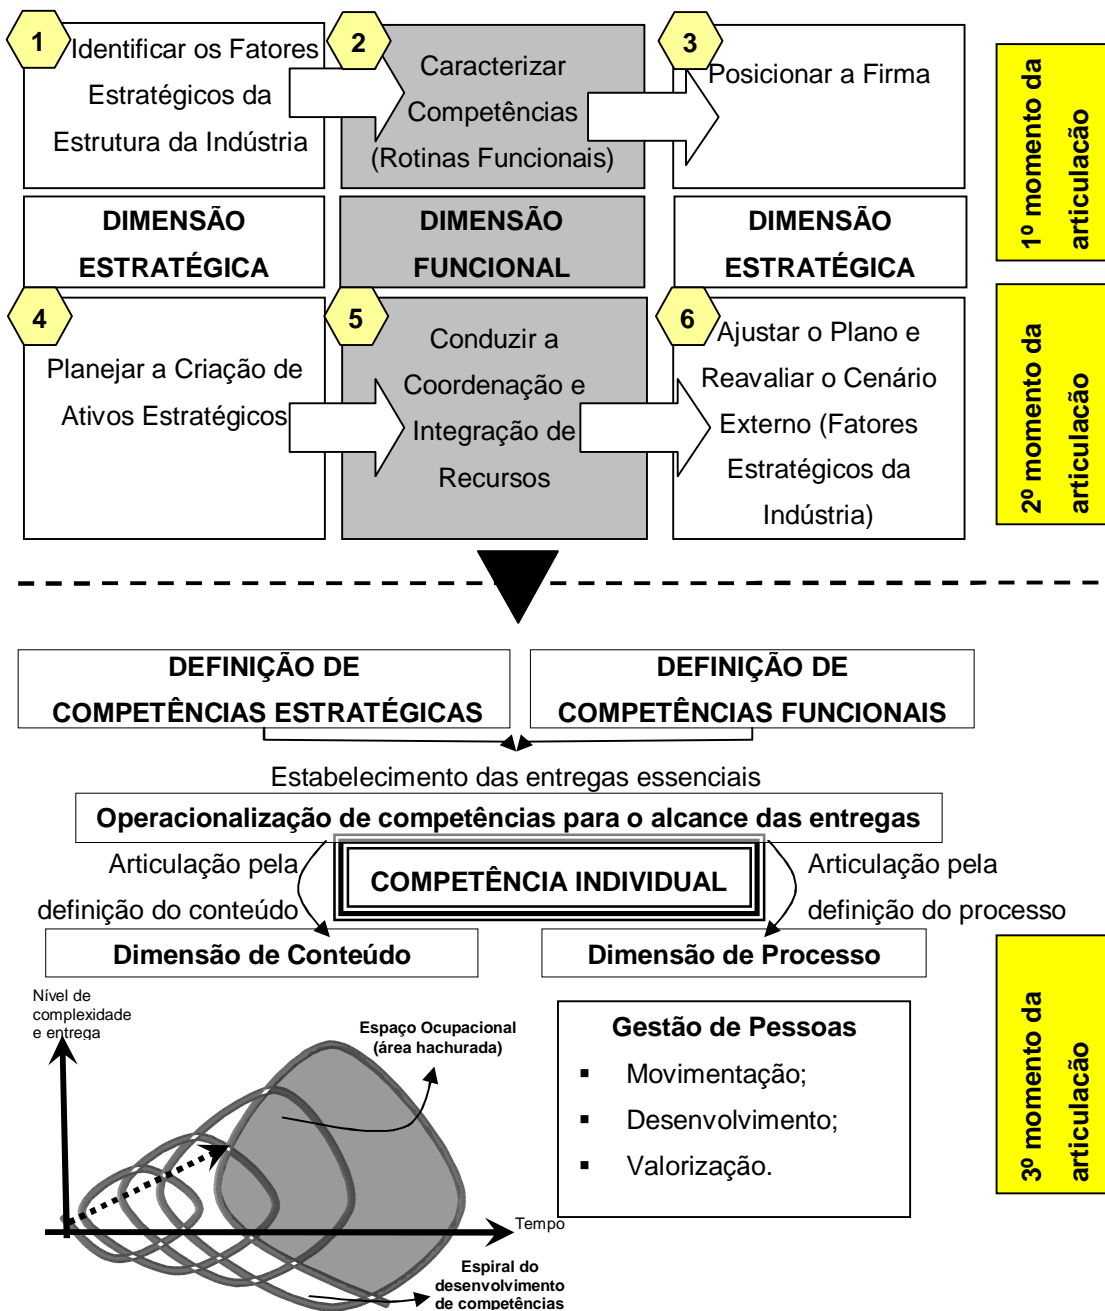 1
Identificar os Fatores
Estratégicos da
Estrutura da Indústria
2
Caracterizar
Competências
(Rotinas Funcionais)
3
Posicionar a Firma
1º momento da
articulação
DIMENSÃO
ESTRATÉGICA
DIMENSÃO
FUNCIONAL
DIMENSÃO
ESTRATÉGICA
4
Planejar a Criação de
Ativos Estratégicos
5
Conduzir a
Coordenação e
Integração de
Recursos
6
Ajustar o Plano e
Reavaliar o Cenário
Externo (Fatores
Estratégicos da
Indústria)
2º momento da
articulação
DEFINIÇÃO DE
COMPETÊNCIAS ESTRATÉGICAS
DEFINIÇÃO DE
COMPETÊNCIAS FUNCIONAIS
Estabelecimento das entregas essenciais
Operacionalização de competências para o alcance das entregas
Articulação pela
definição do conteúdo
COMPETÊNCIA INDIVIDUAL
Articulação pela
definição do processo
Dimensão de Conteúdo
Dimensão de Processo
Nível de
complexidade
e entrega
Espaço Ocupacional
(área hachurada)
Tempo
Espiral do
desenvolvimento
de competências
Gestão de Pessoas
▪ Movimentação;
▪ Desenvolvimento;
▪ Valorização.
3º momento da
articulação